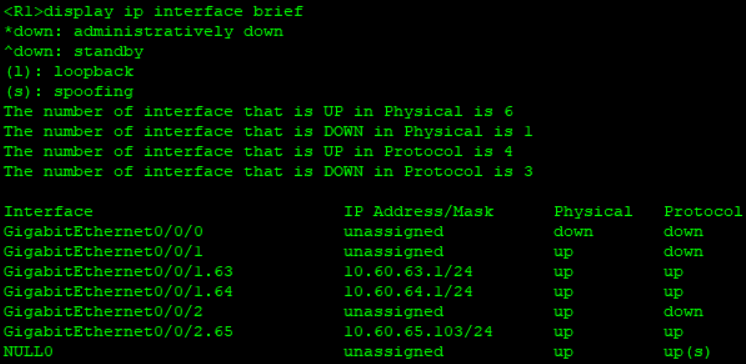 <R1>display ip interface brief
*down: administratively down
^down: standby
(l): loopback
(s): spoofing
The number of interface that is UP in Physical is 6
The number of interface that is DOWN in Physical is 1
The number of interface that is UP in Protocol is 4
The number of interface that is DOWN in Protocol is 3
Interface IP Address/Mask Physical Protocol
GigabitEthernet0/0/0 unassigned down down
GigabitEthernet0/0/1 unassigned up down
GigabitEthernet0/0/1.63 10.60.63.1/24 up up
GigabitEthernet0/0/1.64 10.60.64.1/24 up up
GigabitEthernet0/0/2 unassigned up down
GigabitEthernet0/0/2.65 10.60.65.103/24 up up
NULL0 unassigned up up(s)